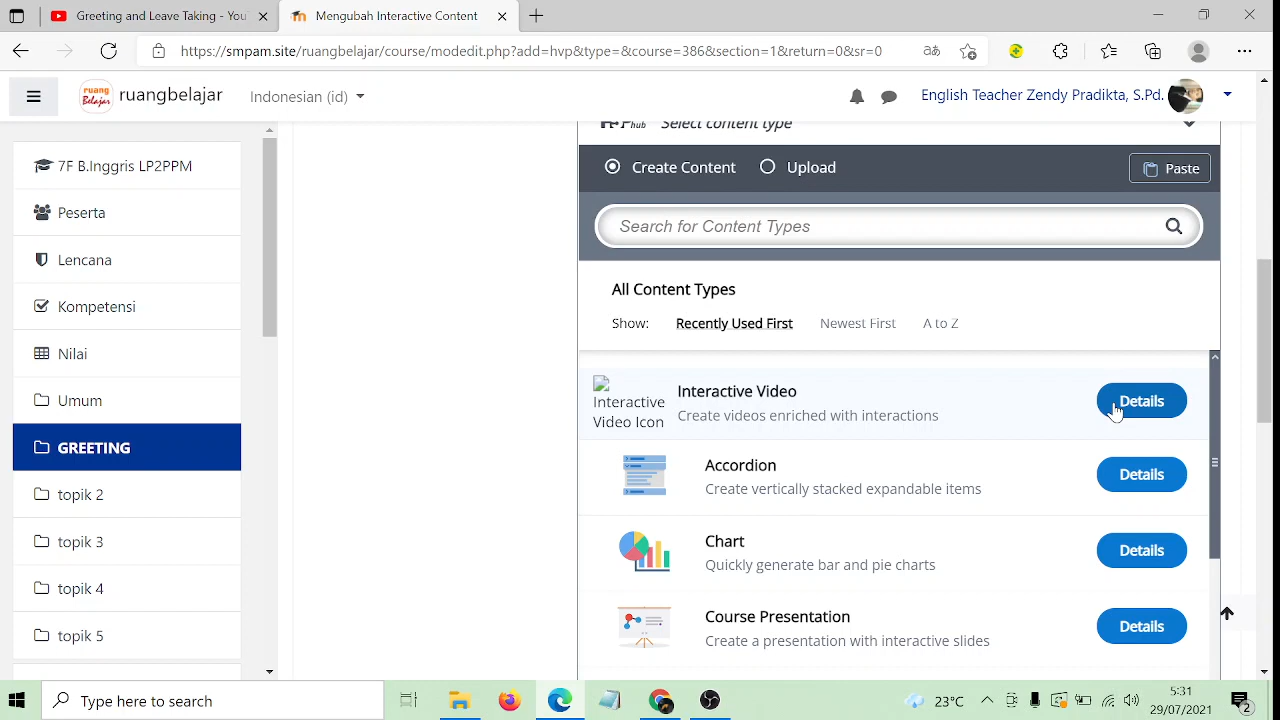 Greeting and Leave Taking - You
Mengubah Interactive Content
https://smpam.site/ruangbelajar/course/modedit.php?add=hvp&type=&course=386&section=1&return=0&sr=0
ruang
Belajar
ruangbelajar
Indonesian (id)
English Teacher Zendy Pradikta, S.Pd.
7F B.Inggris LP2PPM
Peserta
Lencana
Kompetensi
Nilai
Umum
GREETING
topik 2
topik 3
topik 4
topik 5
hub Select content type
Create Content
Upload
Paste
Search for Content Types
All Content Types
Show: Recently Used First Newest First A to Z
Interactive Video Icon
Interactive Video
Create videos enriched with interactions
Details
Accordion
Create vertically stacked expandable items
Details
Chart
Quickly generate bar and pie charts
Details
Course Presentation
Create a presentation with interactive slides
Details
Type here to search
23°C
5:31
29/07/2021
2